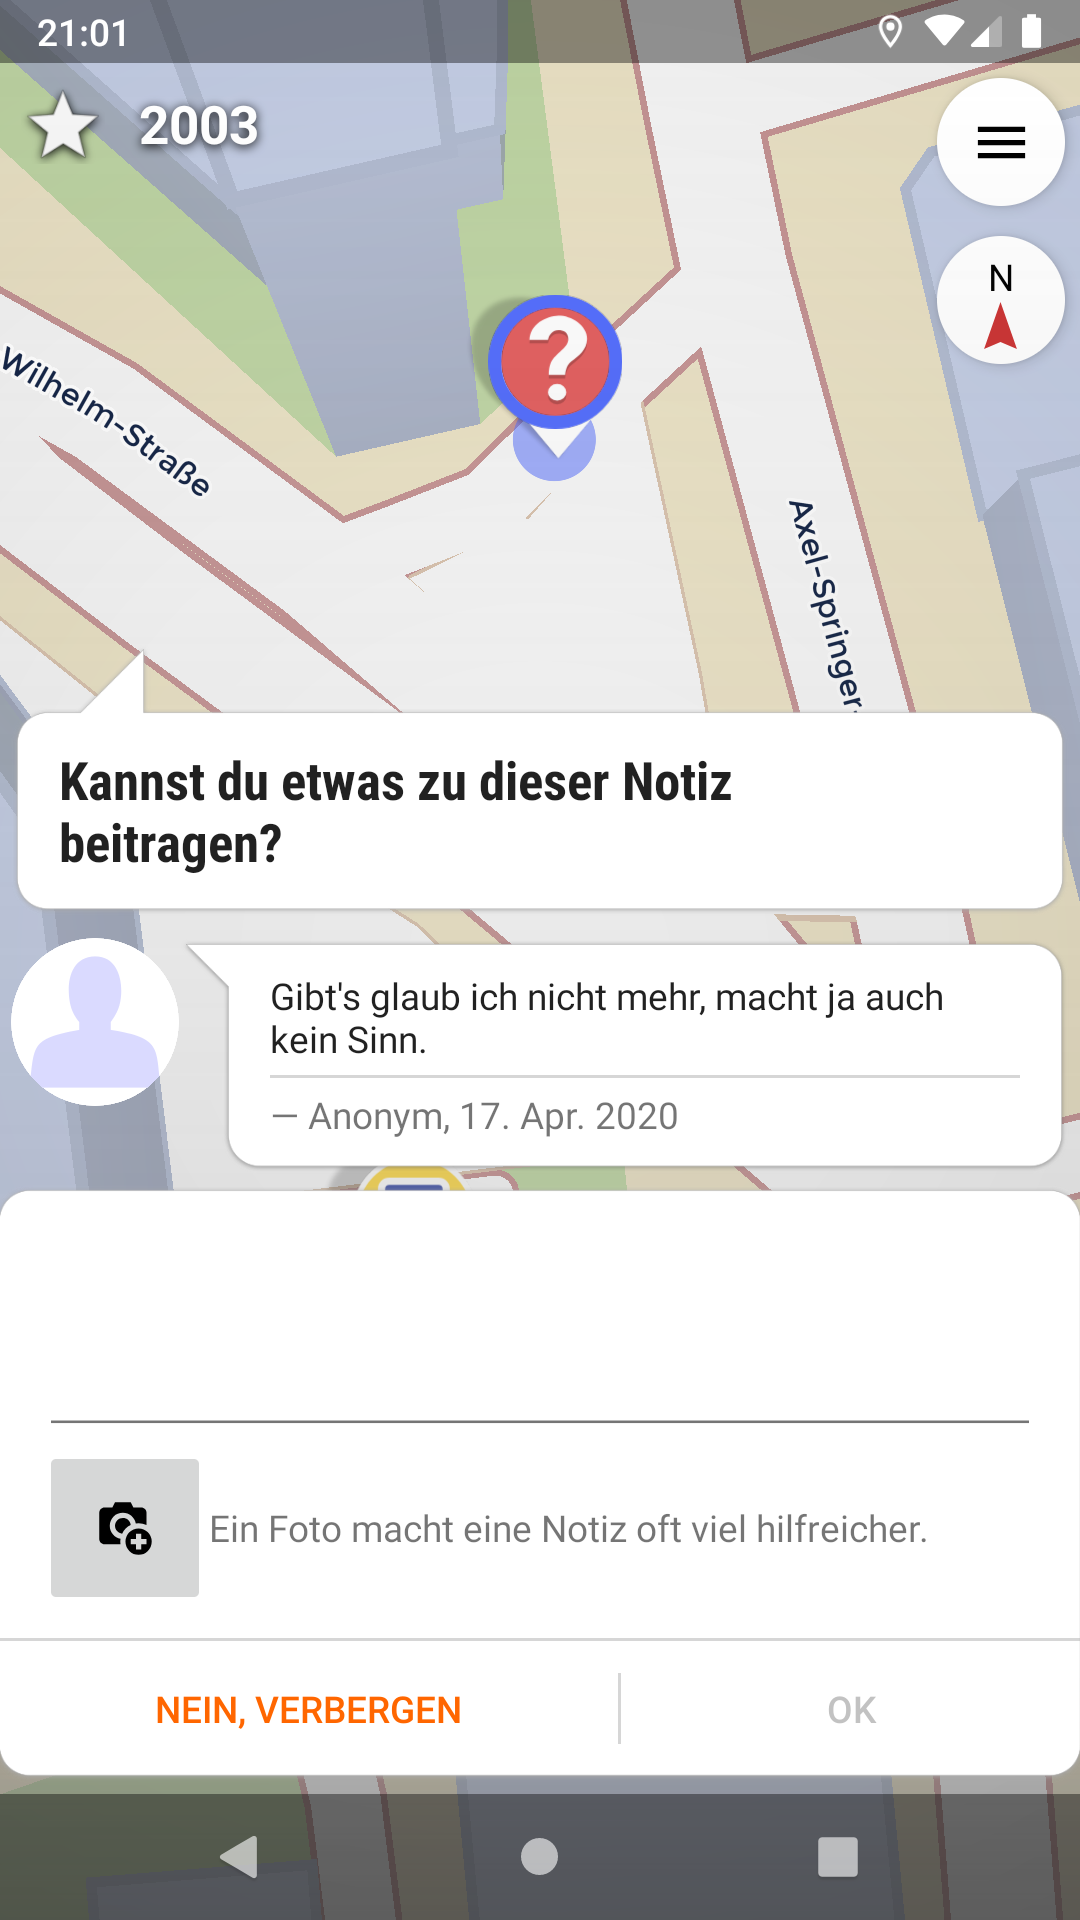 21:01
2003
N
Wilhelm-Straße
Axel-Springer-
Kannst du etwas zu dieser Notiz
beitragen?
Gibt's glaub ich nicht mehr, macht ja auch
kein Sinn.
— Anonym, 17. Apr. 2020
Ein Foto macht eine Notiz oft viel hilfreicher.
NEIN, VERBERGEN
OK